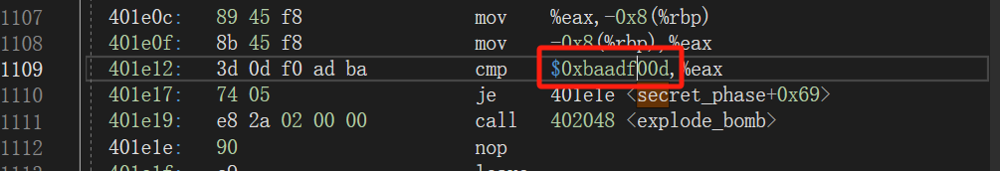 1107 401e0c: 89 45 f8 mov %eax,-0x8(%rbp)
1108 401e0f: 8b 45 f8 mov -0x8(%rbp),%eax
1109 401e12: 3d 0d f0 ad ba cmp $0xbaadf00d,%eax
1110 401e17: 74 05 je 401e1e <secret_phase+0x69>
1111 401e19: e8 2a 02 00 00 call 402048 <explode_bomb>
1112 401e1e: 90 nop